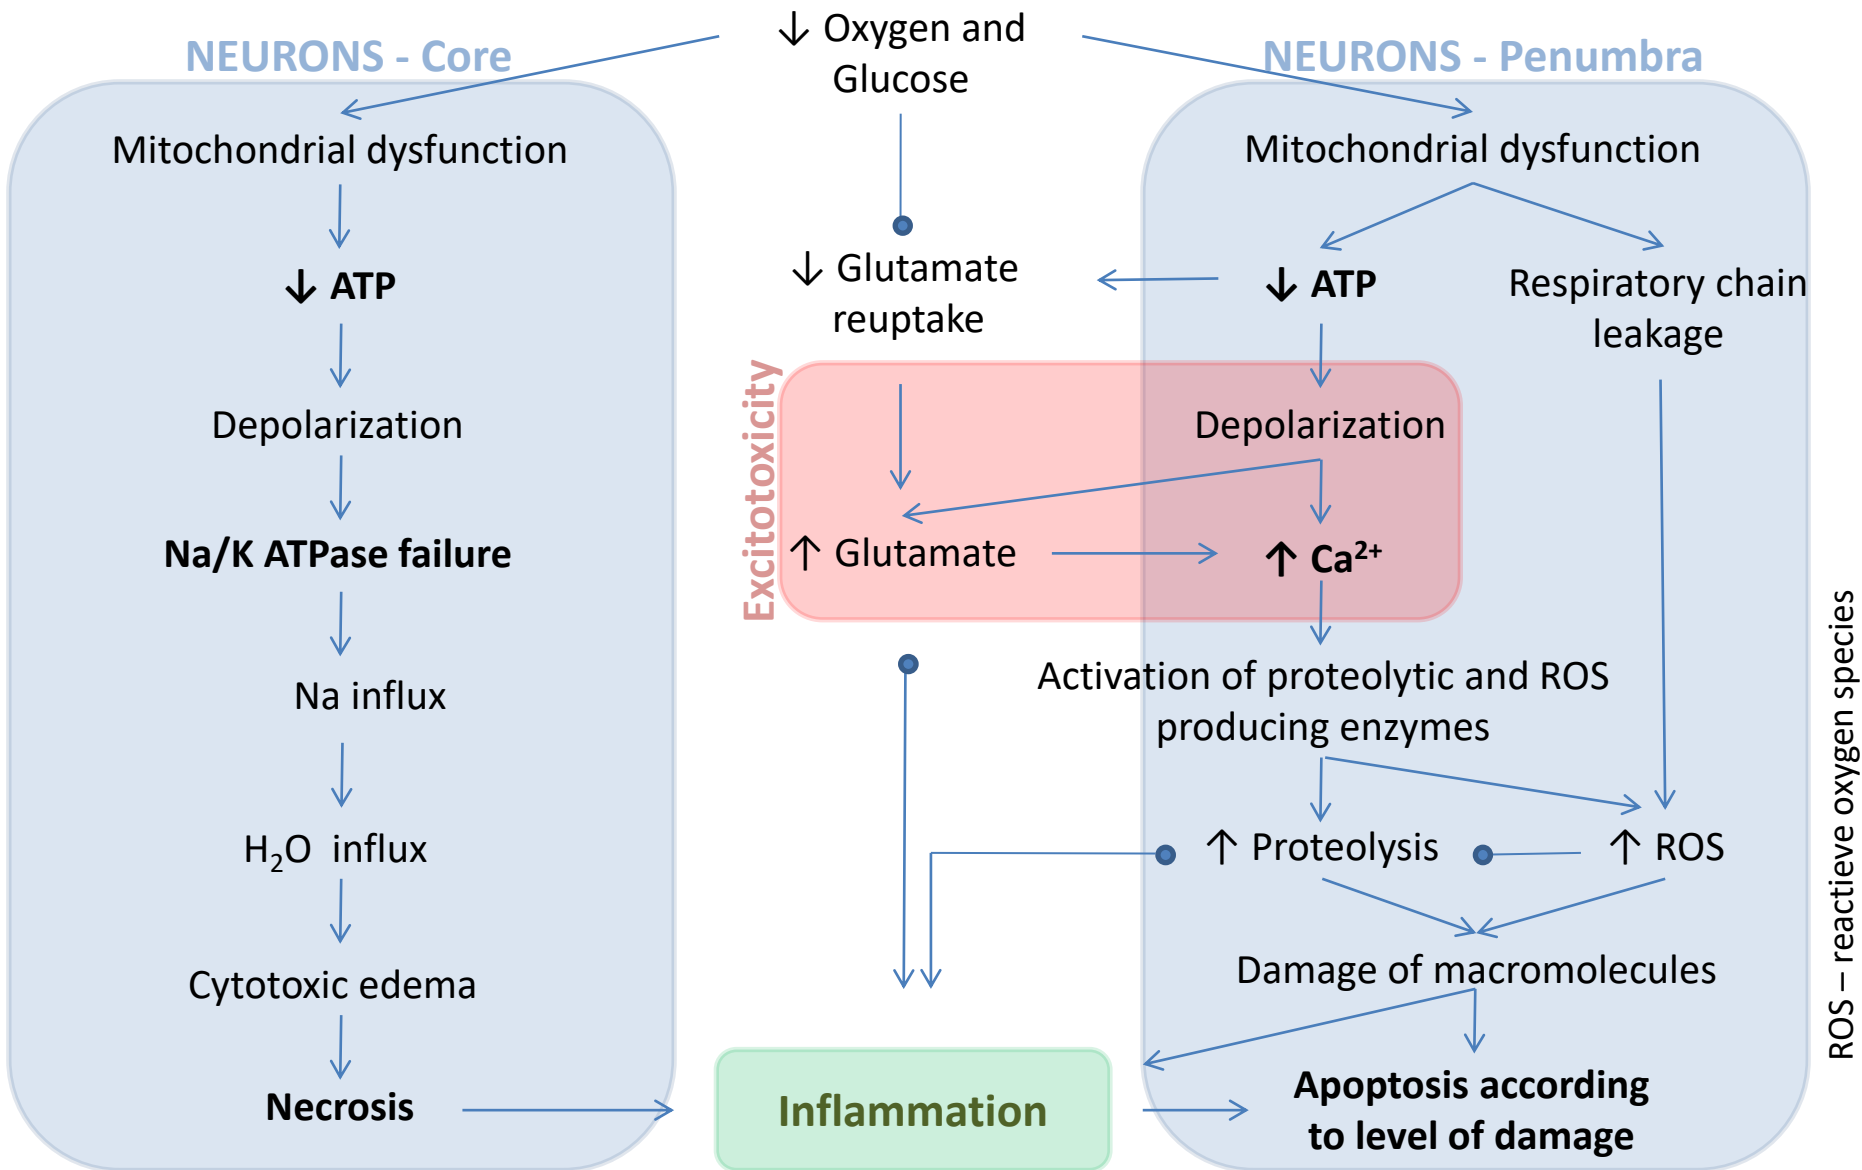 ↓ Oxygen and
Glucose
NEURONS - Core
Mitochondrial dysfunction
↓ ATP
Depolarization
Na/K ATPase failure
Na influx
H₂O influx
Cytotoxic edema
Necrosis
↓ Glutamate
reuptake
Excitotoxicity
↑ Glutamate
Inflammation
NEURONS - Penumbra
Mitochondrial dysfunction
↓ ATP
Respiratory chain
leakage
Depolarization
↑ Ca²⁺
Activation of proteolytic and ROS
producing enzymes
↑ Proteolysis
↑ ROS
Damage of macromolecules
Apoptosis according
to level of damage
ROS – reactieve oxygen species